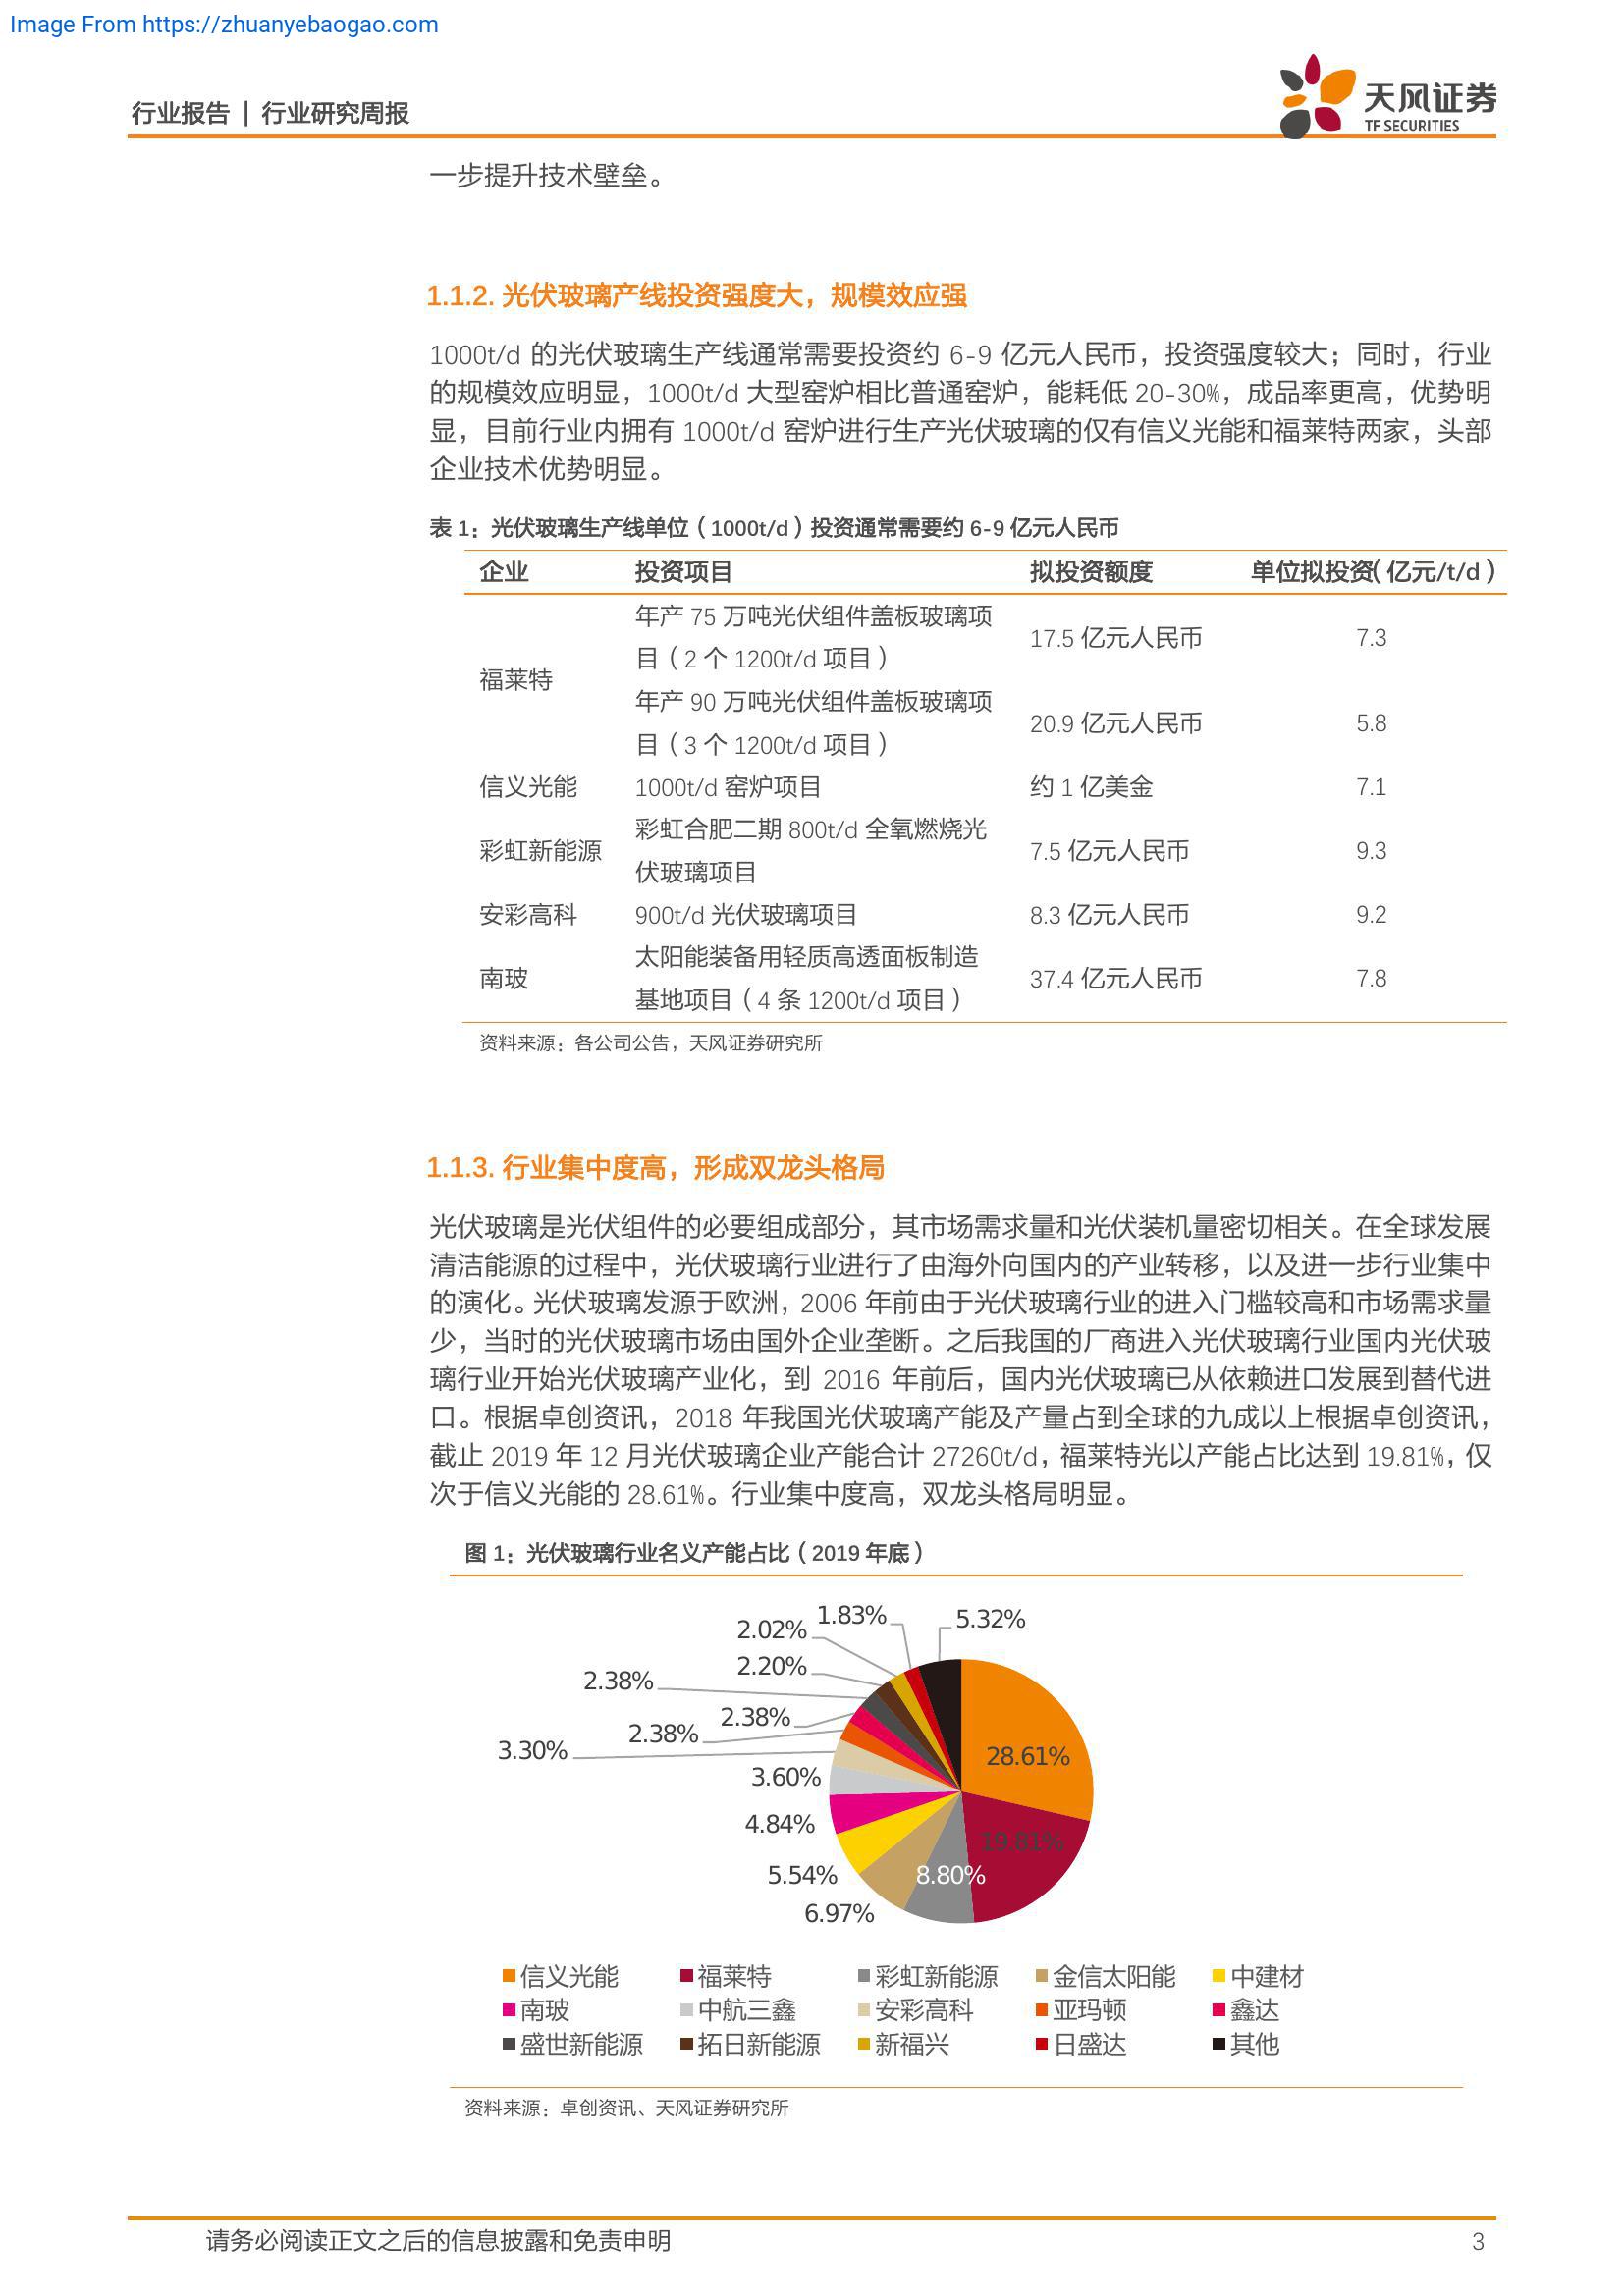 Image From https://zhuanyebaogao.com
行业报告 | 行业研究周报
天风证券
TF SECURITIES
一步提升技术壁垒。
1.1.2. 光伏玻璃产线投资强度大，规模效应强
1000t/d 的光伏玻璃生产线通常需要投资约 6-9 亿元人民币，投资强度较大；同时，行业
的规模效应明显，1000t/d 大型窑炉相比普通窑炉，能耗低 20-30%，成品率更高，优势明
显，目前行业内拥有 1000t/d 窑炉进行生产光伏玻璃的仅有信义光能和福莱特两家，头部
企业技术优势明显。
表 1：光伏玻璃生产线单位（1000t/d）投资通常需要约 6-9 亿元人民币
企业 投资项目 拟投资额度 单位拟投资（亿元/t/d）
福莱特
年产 75 万吨光伏组件盖板玻璃项
目（2 个 1200t/d 项目）
17.5 亿元人民币 7.3
年产 90 万吨光伏组件盖板玻璃项
目（3 个 1200t/d 项目）
20.9 亿元人民币 5.8
信义光能 1000t/d 窑炉项目 约 1 亿美金 7.1
彩虹新能源
彩虹合肥二期 800t/d 全氧燃烧光
伏玻璃项目
7.5 亿元人民币 9.3
安彩高科 900t/d 光伏玻璃项目 8.3 亿元人民币 9.2
南玻
太阳能装备用轻质高透面板制造
基地项目（4 条 1200t/d 项目）
37.4 亿元人民币 7.8
资料来源：各公司公告，天风证券研究所
1.1.3. 行业集中度高，形成双龙头格局
光伏玻璃是光伏组件的必要组成部分，其市场需求量和光伏装机量密切相关。在全球发展
清洁能源的过程中，光伏玻璃行业进行了由海外向国内的产业转移，以及进一步行业集中
的演化。光伏玻璃发源于欧洲，2006 年前由于光伏玻璃行业的进入门槛较高和市场需求量
少，当时的光伏玻璃市场由国外企业垄断。之后我国的厂商进入光伏玻璃行业国内光伏玻
璃行业开始光伏玻璃产业化，到 2016 年前后，国内光伏玻璃已从依赖进口发展到替代进
口。根据卓创资讯，2018 年我国光伏玻璃产能及产量占到全球的九成以上根据卓创资讯，
截止 2019 年 12 月光伏玻璃企业产能合计 27260t/d，福莱特光以产能占比达到 19.81%，仅
次于信义光能的 28.61%。行业集中度高，双龙头格局明显。
图 1：光伏玻璃行业名义产能占比（2019 年底）
1.83%
5.32%
2.02%
2.20%
2.38%
2.38%
2.38%
3.30%
28.61%
3.60%
4.84%
19.81%
5.54%
8.80%
6.97%
信义光能 福莱特 彩虹新能源 金信太阳能 中建材
南玻 中航三鑫 安彩高科 亚玛顿 鑫达
盛世新能源 拓日新能源 新福兴 日盛达 其他
资料来源：卓创资讯、天风证券研究所
请务必阅读正文之后的信息披露和免责申明 3